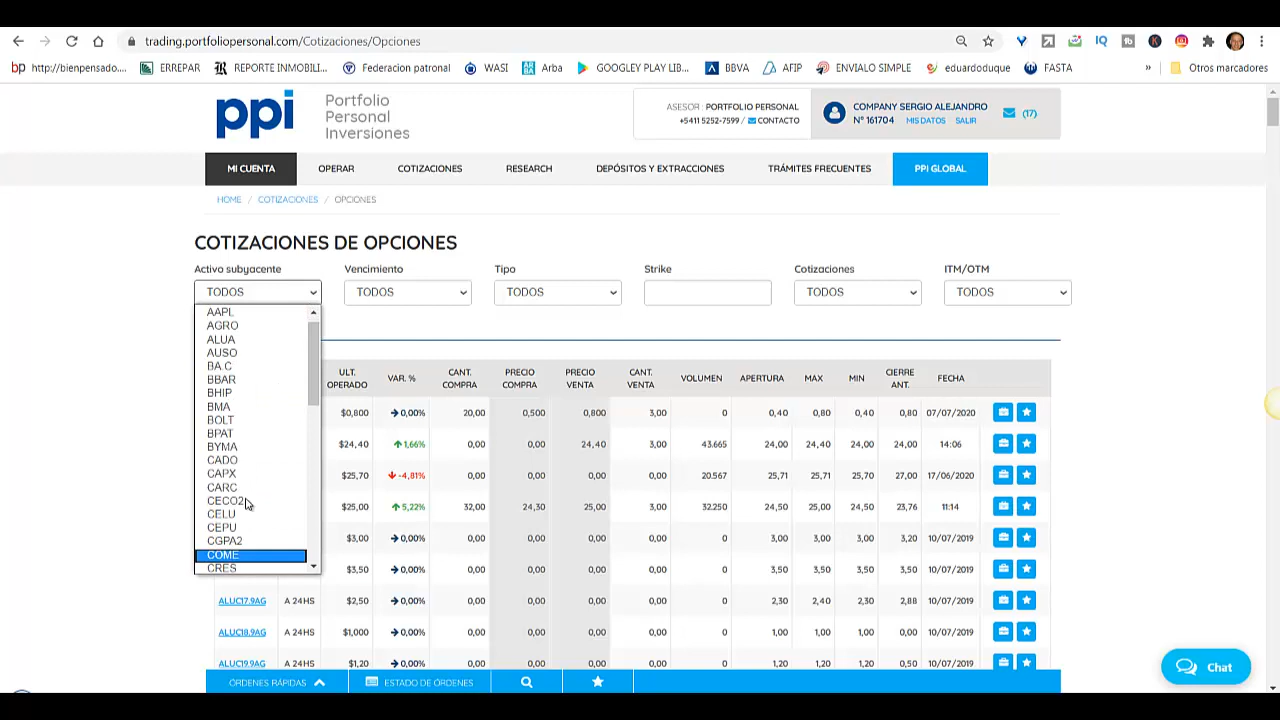 trading.portfoliopersonal.com/Cotizaciones/Opciones
bp http://bienpensado.... ERREPAR REPORTE INMOBILI... Federacion patronal WASI Arba GOOGLEY PLAY LIB... BBVA AFIP ENVIALO SIMPLE eduardoduque FASTA » Otros marcadores
ppi Portfolio Personal Inversiones
ASESOR : PORTFOLIO PERSONAL
+5411 5252-7599 / CONTACTO
COMPANY SERGIO ALEJANDRO
N° 161704 MIS DATOS SALIR (17)
MI CUENTA OPERAR COTIZACIONES RESEARCH DEPÓSITOS Y EXTRACCIONES TRÁMITES FRECUENTES PPI GLOBAL
HOME / COTIZACIONES / OPCIONES
COTIZACIONES DE OPCIONES
Activo subyacente Vencimiento Tipo Strike Cotizaciones ITM/OTM
TODOS TODOS TODOS TODOS TODOS
AAPL
AGRO
ALUA
AUSO
BA.C
BBAR
BHIP
BMA
BOLT
BPAT
BYMA
CADO
CAPX
CARC
CECO2
CELU
CEPU
CGPA2
COME
CRES
ULT. OPERADO VAR. % CANT. COMPRA PRECIO COMPRA PRECIO VENTA CANT. VENTA VOLUMEN APERTURA MAX MIN CIERRE ANT. FECHA
$0,800 0,00% 20,00 0,500 0,800 3,00 0 0,40 0,80 0,40 0,80 07/07/2020
$24,40 1,66% 0,00 0,00 24,40 3,00 43.665 24,00 24,40 24,00 24,00 14:06
$25,70 -4,81% 0,00 0,00 0,00 0,00 20.567 25,71 25,71 25,70 27,00 17/06/2020
$25,00 5,22% 32,00 24,30 25,00 3,00 32.250 24,50 25,00 24,50 23,76 11:14
$3,00 0,00% 0,00 0,00 0,00 0,00 0 3,00 3,00 3,00 3,20 10/07/2019
$3,50 0,00% 0,00 0,00 0,00 0,00 0 3,50 3,50 3,50 3,50 10/07/2019
ALUC17.9AG A 24HS $2,50 0,00% 0,00 0,00 0,00 0,00 0 2,30 2,40 2,30 2,88 10/07/2019
ALUC18.9AG A 24HS $1,000 0,00% 0,00 0,00 0,00 0,00 0 1,00 1,00 1,00 0,00 10/07/2019
ALUC19.9AG A 24HS $1,20 0,00% 0,00 0,00 0,00 0,00 0 1,20 1,20 1,20 0,50 10/07/2019
ÓRDENES RÁPIDAS ESTADO DE ÓRDENES
Chat